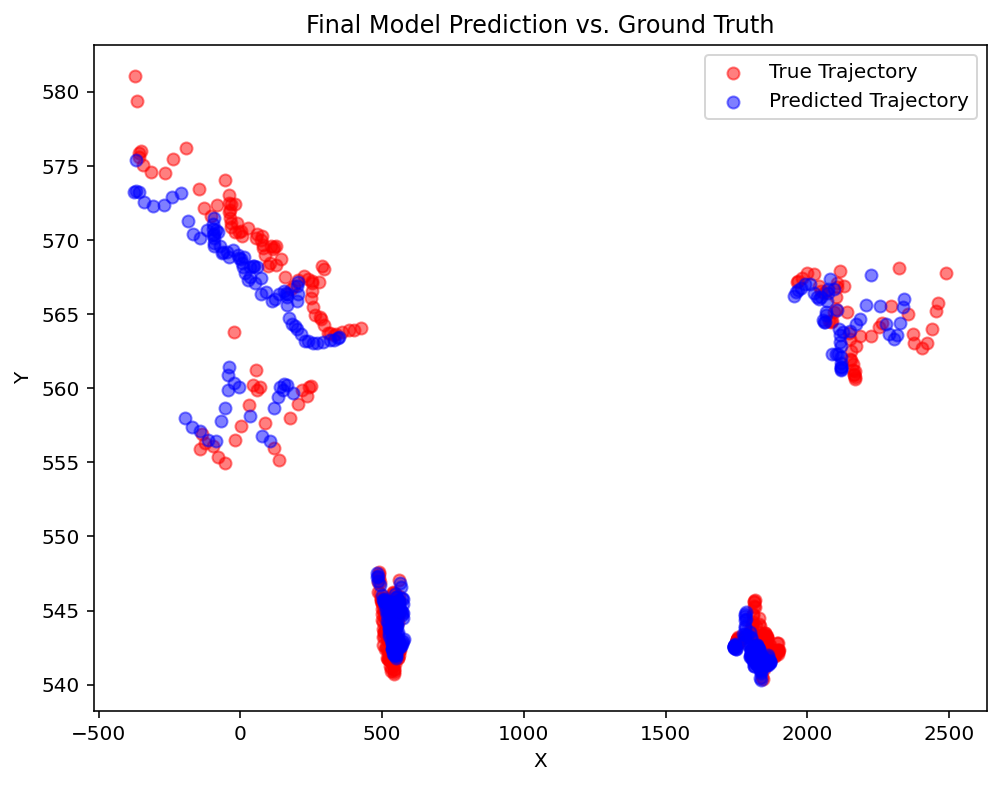 Final Model Prediction vs. Ground Truth
True Trajectory
Predicted Trajectory
580
575
570
565
560
555
550
545
540
Y
−500 0 500 1000 1500 2000 2500
X